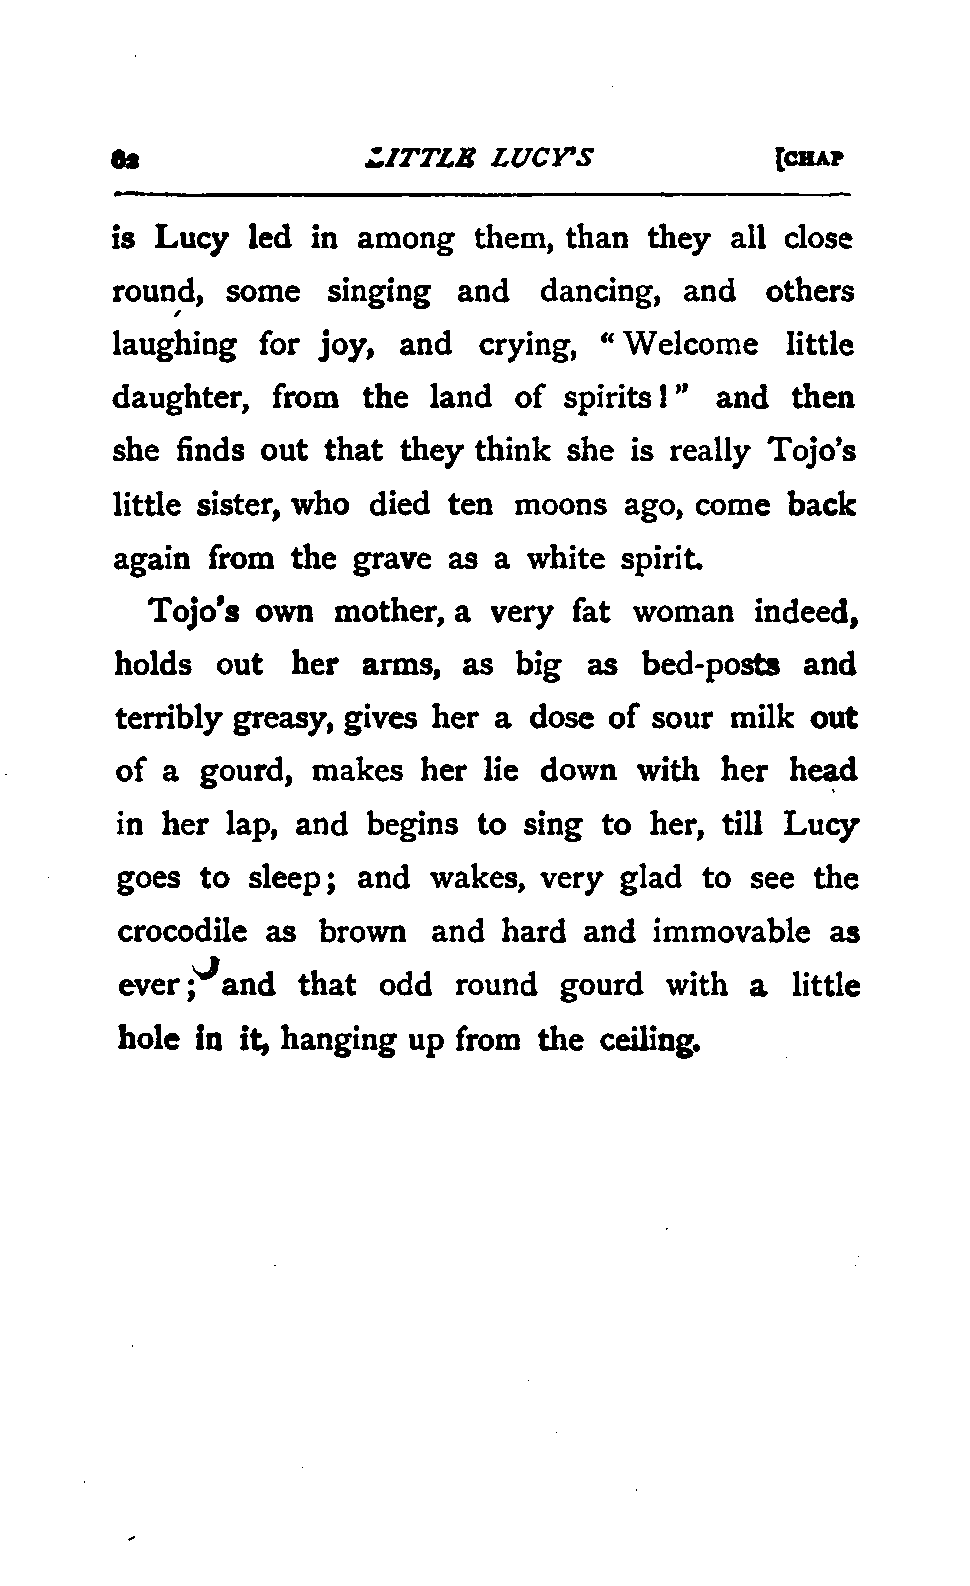 62 LITTLE LUCY'S [CHAP
is Lucy led in among them, than they all close
round, some singing and dancing, and others
laughing for joy, and crying, “Welcome little
daughter, from the land of spirits!” and then
she finds out that they think she is really Tojo's
little sister, who died ten moons ago, come back
again from the grave as a white spirit.
Tojo's own mother, a very fat woman indeed,
holds out her arms, as big as bed-posts and
terribly greasy, gives her a dose of sour milk out
of a gourd, makes her lie down with her head
in her lap, and begins to sing to her, till Lucy
goes to sleep; and wakes, very glad to see the
crocodile as brown and hard and immovable as
ever; and that odd round gourd with a little
hole in it, hanging up from the ceiling.